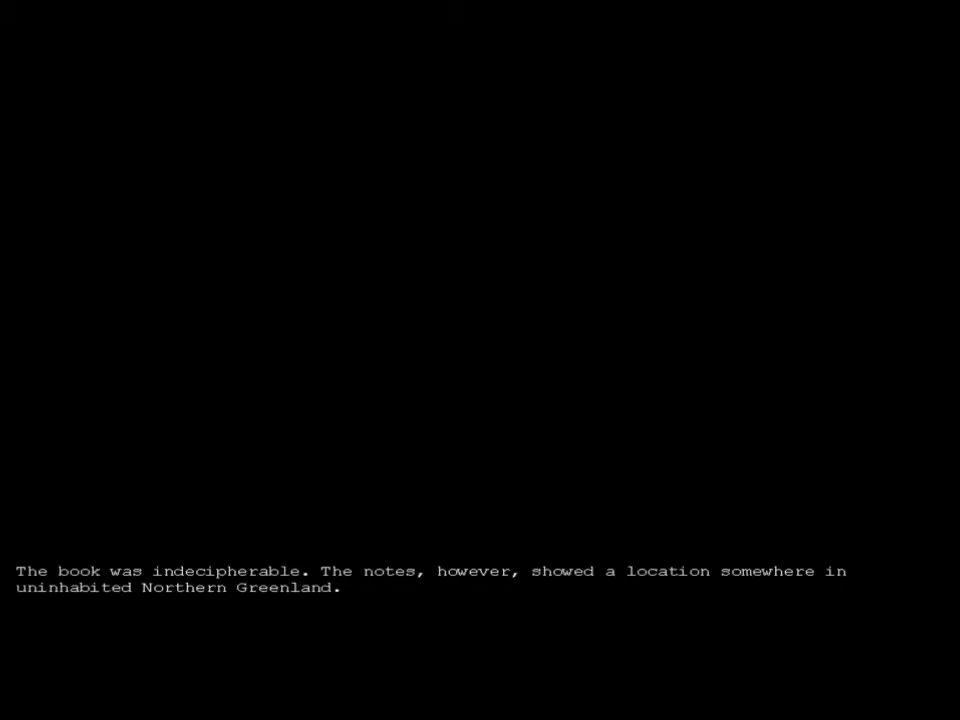 The book was indecipherable. The notes, however, showed a location somewhere in
uninhabited Northern Greenland.